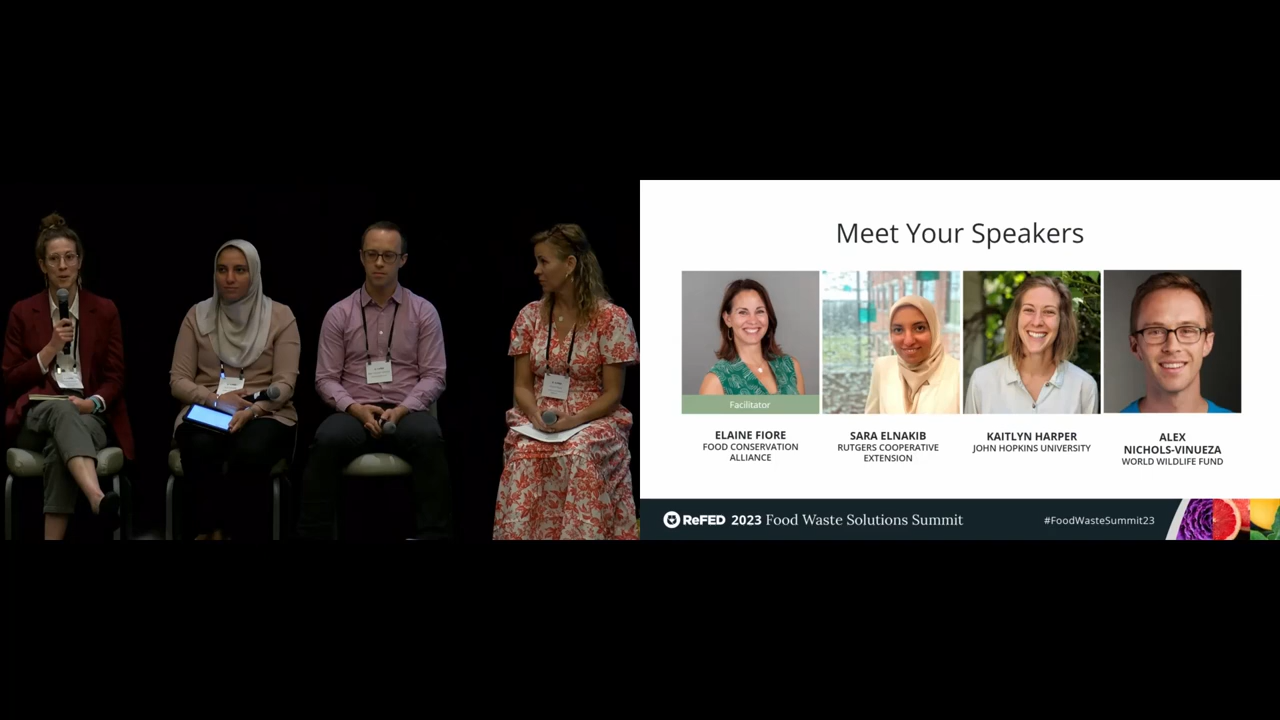 Meet Your Speakers
Facilitator
ELAINE FIORE
FOOD CONSERVATION
ALLIANCE
SARA ELNAKIB
RUTGERS COOPERATIVE
EXTENSION
KAITLYN HARPER
JOHN HOPKINS UNIVERSITY
ALEX
NICHOLS-VINUEZA
WORLD WILDLIFE FUND
ReFED 2023 Food Waste Solutions Summit
#FoodWasteSummit23